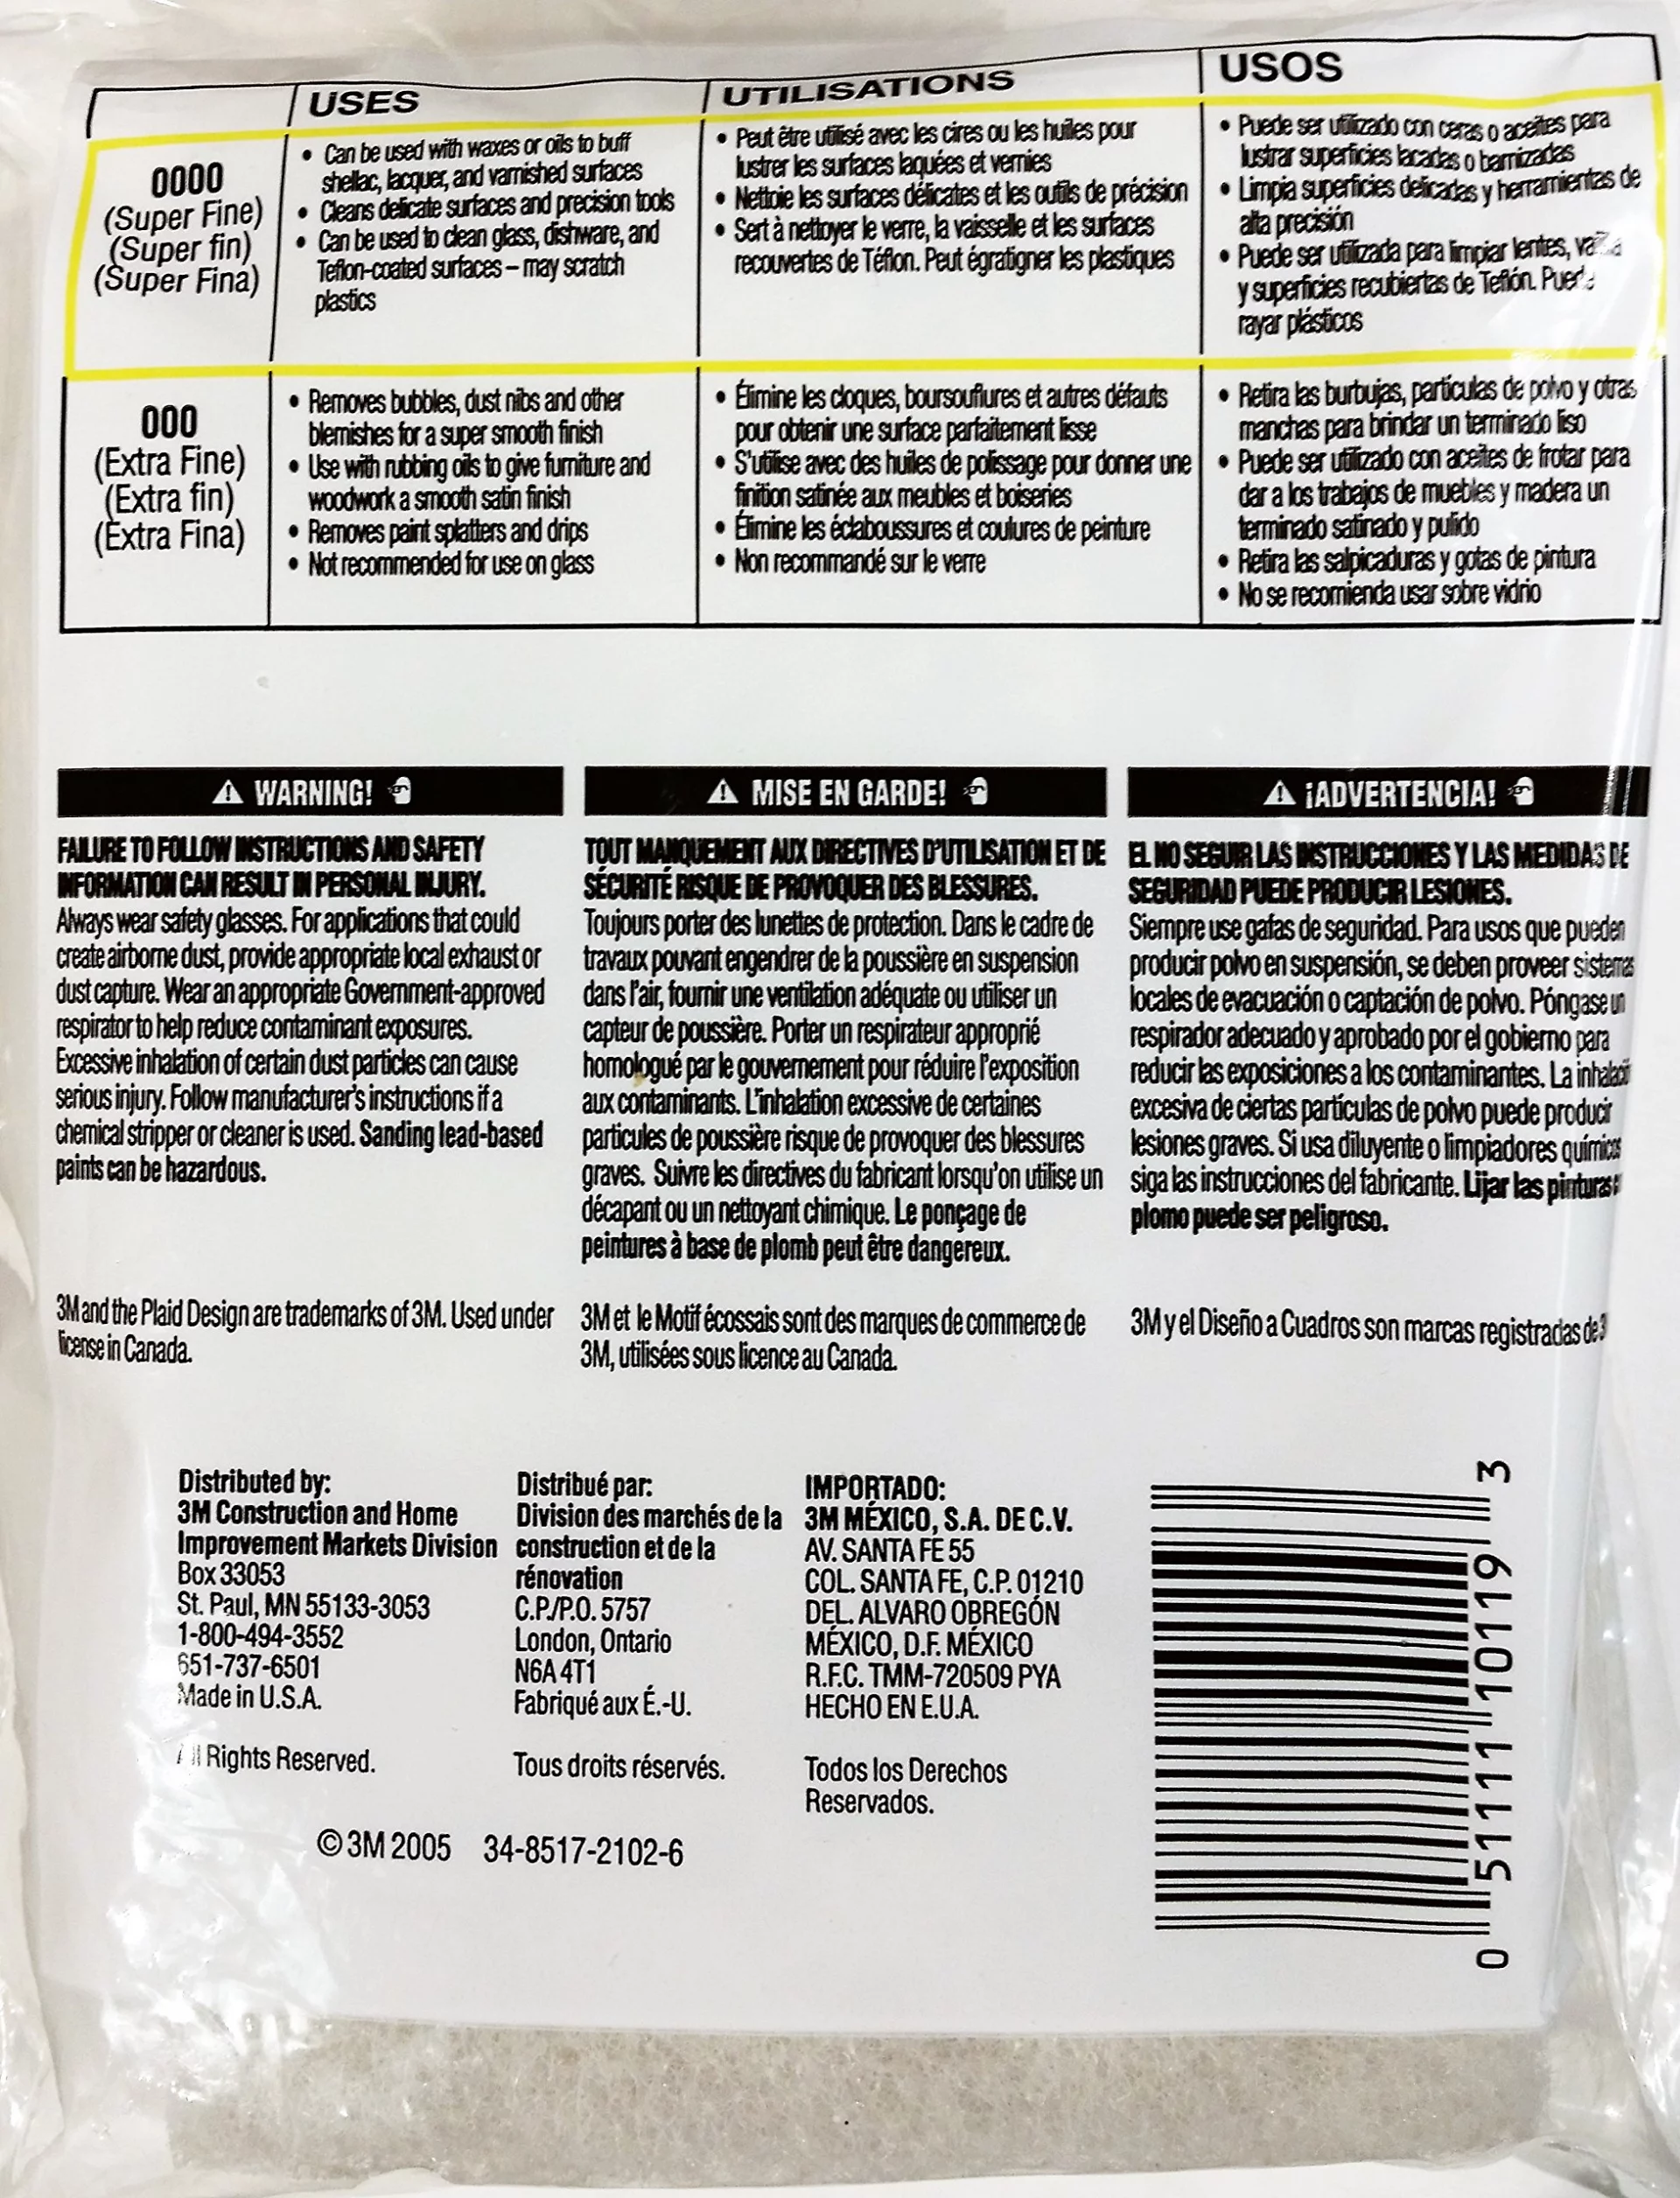 USES
UTILISATIONS
USOS
0000
(Super Fine)
(Super fin)
(Super Fina)
• Can be used with waxes or oils to buff
shellac, lacquer, and varnished surfaces
• Cleans delicate surfaces and precision tools
• Can be used to clean glass, dishware, and
Teflon-coated surfaces – may scratch
plastics
• Peut être utilisé avec les cires ou les huiles pour
lustrer les surfaces laquées et vernies
• Nettoie les surfaces délicates et les outils de précision
• Sert à nettoyer le verre, la vaisselle et les surfaces
recouvertes de Téflon. Peut égratigner les plastiques
• Puede ser utilizado con ceras o aceites para
lustrar superficies lacadas o barnizadas
• Limpia superficies delicadas y herramientas de
alta precisión
• Puede ser utilizada para limpiar lentes,
y superficies recubiertas de Teflón. Puede
rayar plásticos
000
(Extra Fine)
(Extra fin)
(Extra Fina)
• Removes bubbles, dust nibs and other
blemishes for a super smooth finish
• Use with rubbing oils to give furniture and
woodwork a smooth satin finish
• Removes paint splatters and drips
• Not recommended for use on glass
• Élimine les cloques, boursouflures et autres défauts
pour obtenir une surface parfaitement lisse
• S'utilise avec des huiles de polissage pour donner une
finition satinée aux meubles et boiseries
• Élimine les éclaboussures et coulures de peinture
• Non recommandé sur le verre
• Retira las burbujas, partículas de polvo y otras
manchas para brindar un terminado liso
• Puede ser utilizado con aceites de frotar para
dar a los trabajos de muebles y madera un
terminado satinado y pulido
• Retira las salpicaduras y gotas de pintura
• No se recomienda usar sobre vidrio
⚠ WARNING!
FAILURE TO FOLLOW INSTRUCTIONS AND SAFETY
INFORMATION CAN RESULT IN PERSONAL INJURY.
Always wear safety glasses. For applications that could
create airborne dust, provide appropriate local exhaust or
dust capture. Wear an appropriate Government-approved
respirator to help reduce contaminant exposures.
Excessive inhalation of certain dust particles can cause
serious injury. Follow manufacturer's instructions if a
chemical stripper or cleaner is used. Sanding lead-based
paints can be hazardous.
⚠ MISE EN GARDE!
TOUT MANQUEMENT AUX DIRECTIVES D'UTILISATION ET DE
SÉCURITÉ RISQUE DE PROVOQUER DES BLESSURES.
Toujours porter des lunettes de protection. Dans le cadre de
travaux pouvant engendrer de la poussière en suspension
dans l'air, fournir une ventilation adéquate ou utiliser un
capteur de poussière. Porter un respirateur approprié
homologué par le gouvernement pour réduire l'exposition
aux contaminants. L'inhalation excessive de certaines
particules de poussière risque de provoquer des blessures
graves. Suivre les directives du fabricant lorsqu'on utilise un
décapant ou un nettoyant chimique. Le ponçage de
peintures à base de plomb peut être dangereux.
⚠ ¡ADVERTENCIA!
EL NO SEGUIR LAS INSTRUCCIONES Y LAS MEDIDAS DE
SEGURIDAD PUEDE PRODUCIR LESIONES.
Siempre use gafas de seguridad. Para usos que pueden
producir polvo en suspensión, se deben proveer sistemas
locales de evacuación o captación de polvo. Póngase un
respirador adecuado y aprobado por el gobierno para
reducir las exposiciones a los contaminantes. La inhalación
excesiva de ciertas partículas de polvo puede producir
lesiones graves. Si usa diluyente o limpiadores químicos
siga las instrucciones del fabricante. Lijar las pinturas
plomo puede ser peligroso.
3M and the Plaid Design are trademarks of 3M. Used under
license in Canada.
3M et le Motif écossais sont des marques de commerce de
3M, utilisées sous licence au Canada.
3M y el Diseño a Cuadros son marcas registradas de
Distributed by:
3M Construction and Home
Improvement Markets Division
Box 33053
St. Paul, MN 55133-3053
1-800-494-3552
651-737-6501
Made in U.S.A.
All Rights Reserved.
Distribué par:
Division des marchés de la
construction et de la
rénovation
C.P./P.O. 5757
London, Ontario
N6A 4T1
Fabriqué aux É.-U.
Tous droits réservés.
IMPORTADO:
3M MÉXICO, S.A. DE C.V.
AV. SANTA FE 55
COL. SANTA FE, C.P. 01210
DEL. ALVARO OBREGÓN
MÉXICO, D.F. MÉXICO
R.F.C. TMM-720509 PYA
HECHO EN E.U.A.
Todos los Derechos
Reservados.
©3M 2005 34-8517-2102-6
0 51111 10119 3